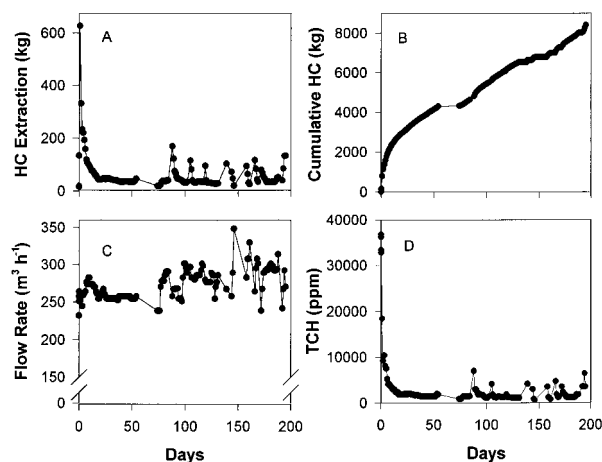 A
HC Extraction (kg)
600
400
200
0
B
Cumulative HC (kg)
8000
6000
4000
2000
0
C
Flow Rate (m³ h⁻¹)
350
300
250
200
150
0
0 50 100 150 200
Days
D
TCH (ppm)
40000
30000
20000
10000
0
0 50 100 150 200
Days